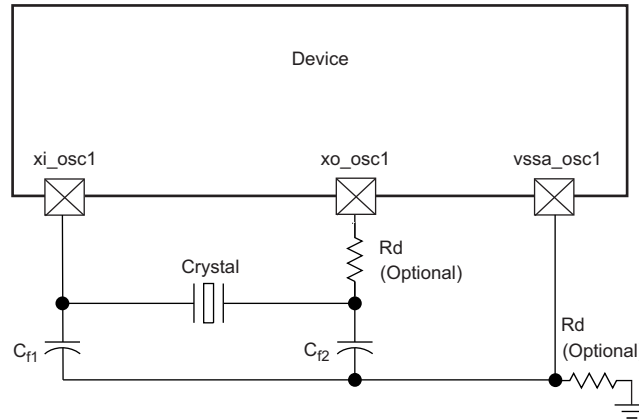 Device
xi_osc1
xo_osc1
vssa_osc1
Rd
(Optional)
Crystal
Rd
(Optional
Cf1
Cf2